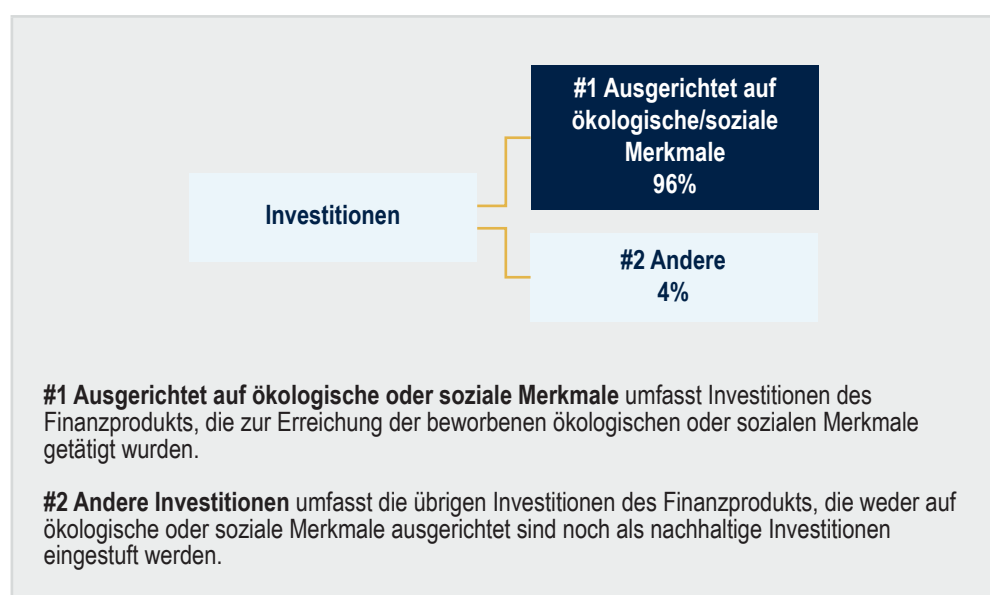 #1 Ausgerichtet auf
ökologische/soziale
Merkmale
96%
Investitionen
#2 Andere
4%
#1 Ausgerichtet auf ökologische oder soziale Merkmale umfasst Investitionen des
Finanzprodukts, die zur Erreichung der beworbenen ökologischen oder sozialen Merkmale
getätigt wurden.
#2 Andere Investitionen umfasst die übrigen Investitionen des Finanzprodukts, die weder auf
ökologische oder soziale Merkmale ausgerichtet sind noch als nachhaltige Investitionen
eingestuft werden.